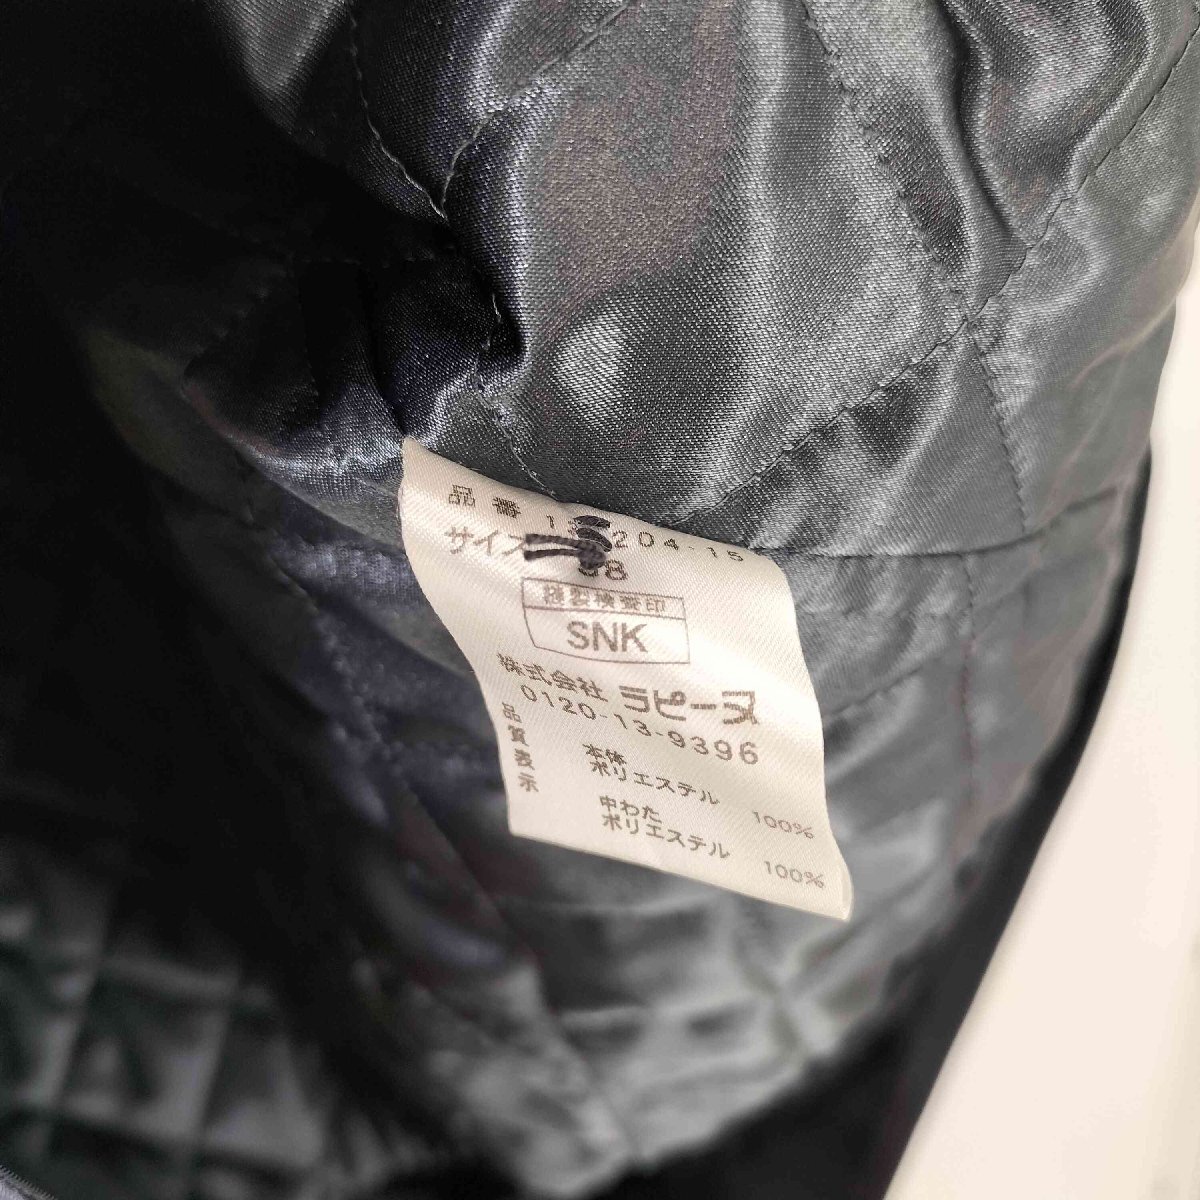 品番 204-15
サイズ
縫製検査印
SNK
株式会社 ラピーヌ
0120-13-9396
品質表示
本体
ポリエステル 100%
中わた
ポリエステル 100%